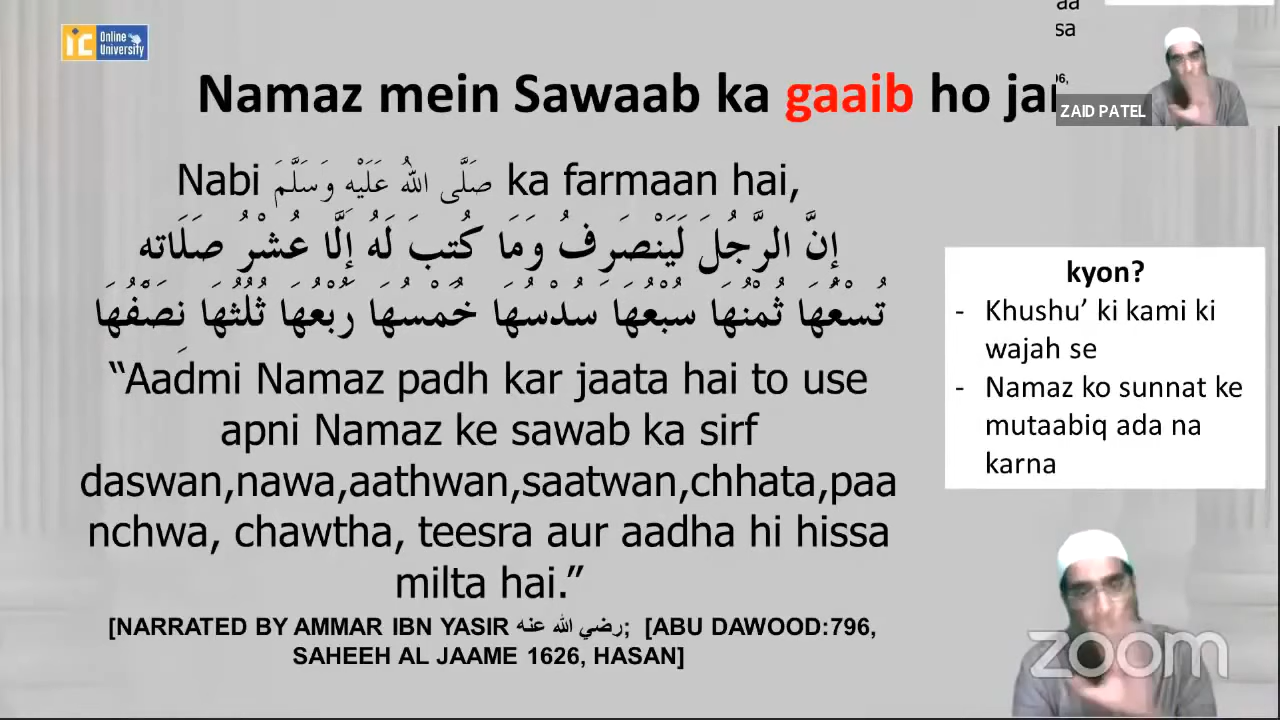 iC Online University
aa
sa
96,
Namaz mein Sawaab ka gaaib ho jan
ZAID PATEL
Nabi صَلَّى اللهُ عَلَيْهِ وَسَلَّمَ ka farmaan hai,
إِنَّ الرَّجُلَ لَيَنْصَرِفُ وَمَا كُتِبَ لَهُ إِلَّا عُشْرُ صَلَاتِهِ
تُسْعُهَا ثُمْنُهَا سُبْعُهَا سُدْسُهَا خُمْسُهَا رُبْعُهَا ثُلُثُهَا نِصْفُهَا
“Aadmi Namaz padh kar jaata hai to use
apni Namaz ke sawab ka sirf
daswan,nawa,aathwan,saatwan,chhata,paa
nchwa, chawtha, teesra aur aadha hi hissa
milta hai.”
[NARRATED BY AMMAR IBN YASIR رضي الله عنه; [ABU DAWOOD:796,
SAHEEH AL JAAME 1626, HASAN]
kyon?
- Khushu’ ki kami ki
wajah se
- Namaz ko sunnat ke
mutaabiq ada na
karna
zoom